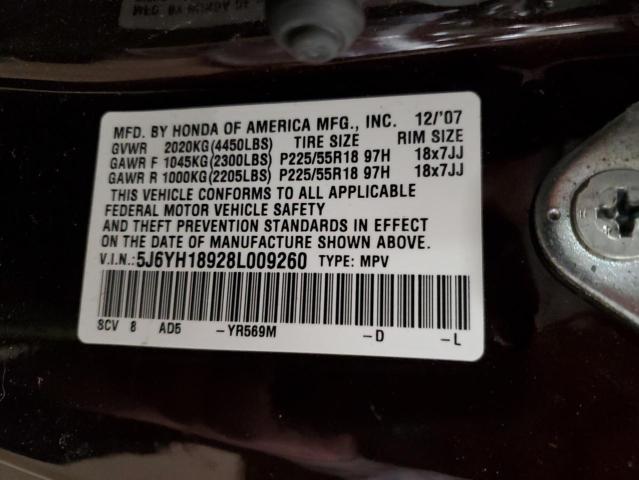 MFD. BY HONDA OF AMERICA MFG., INC. 12/'07
GVWR 2020KG(4450LBS) TIRE SIZE RIM SIZE
GAWR F 1045KG(2300LBS) P225/55R18 97H 18x7JJ
GAWR R 1000KG(2205LBS) P225/55R18 97H 18x7JJ
THIS VEHICLE CONFORMS TO ALL APPLICABLE
FEDERAL MOTOR VEHICLE SAFETY
AND THEFT PREVENTION STANDARDS IN EFFECT
ON THE DATE OF MANUFACTURE SHOWN ABOVE.
V.I.N.:5J6YH18928L009260 TYPE: MPV
SCV 8 AD5 -YR569M -D -L